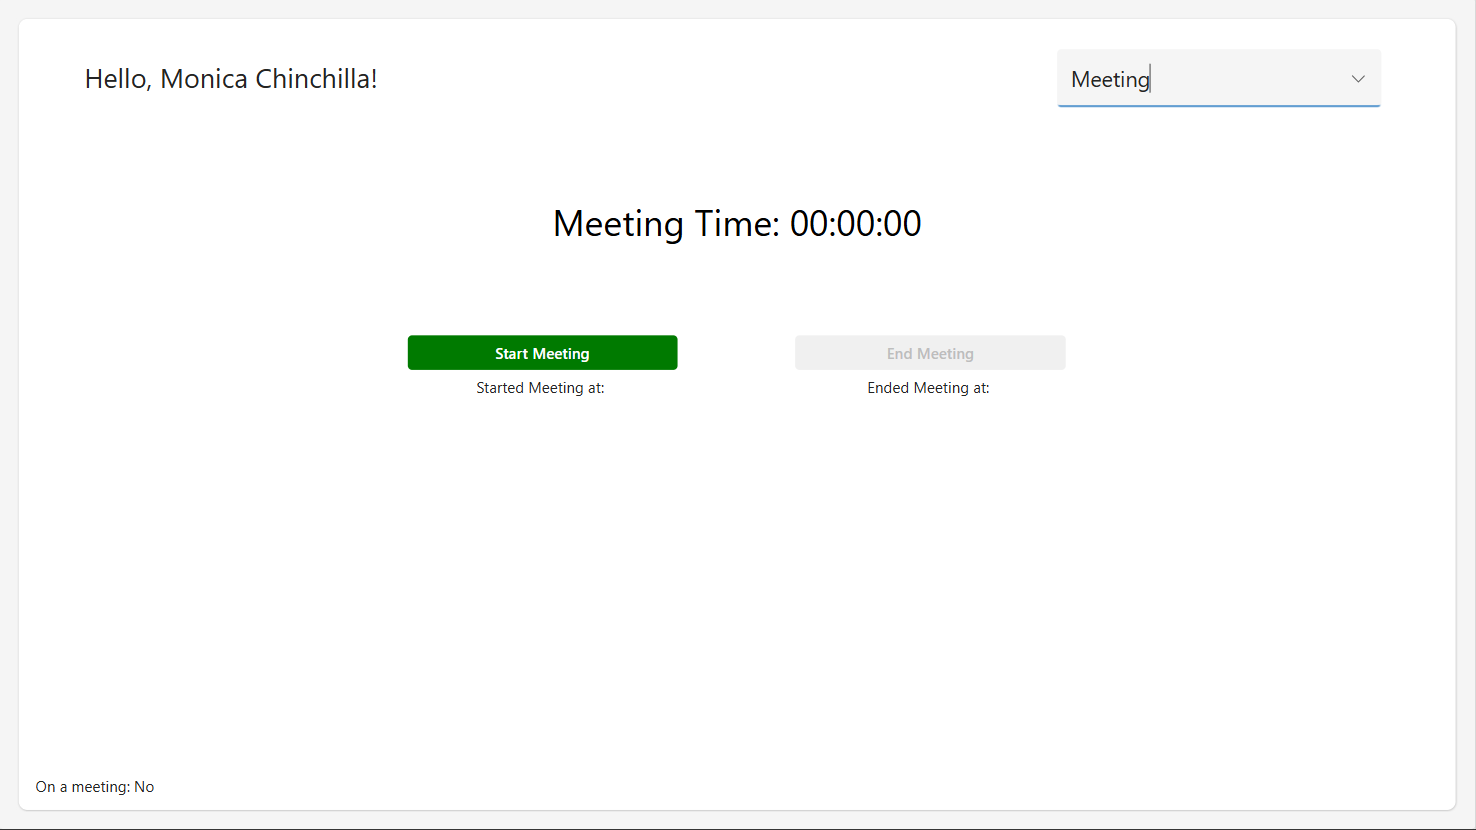 Hello, Monica Chinchilla!
Meeting
Meeting Time: 00:00:00
Start Meeting
End Meeting
Started Meeting at:
Ended Meeting at:
On a meeting: No